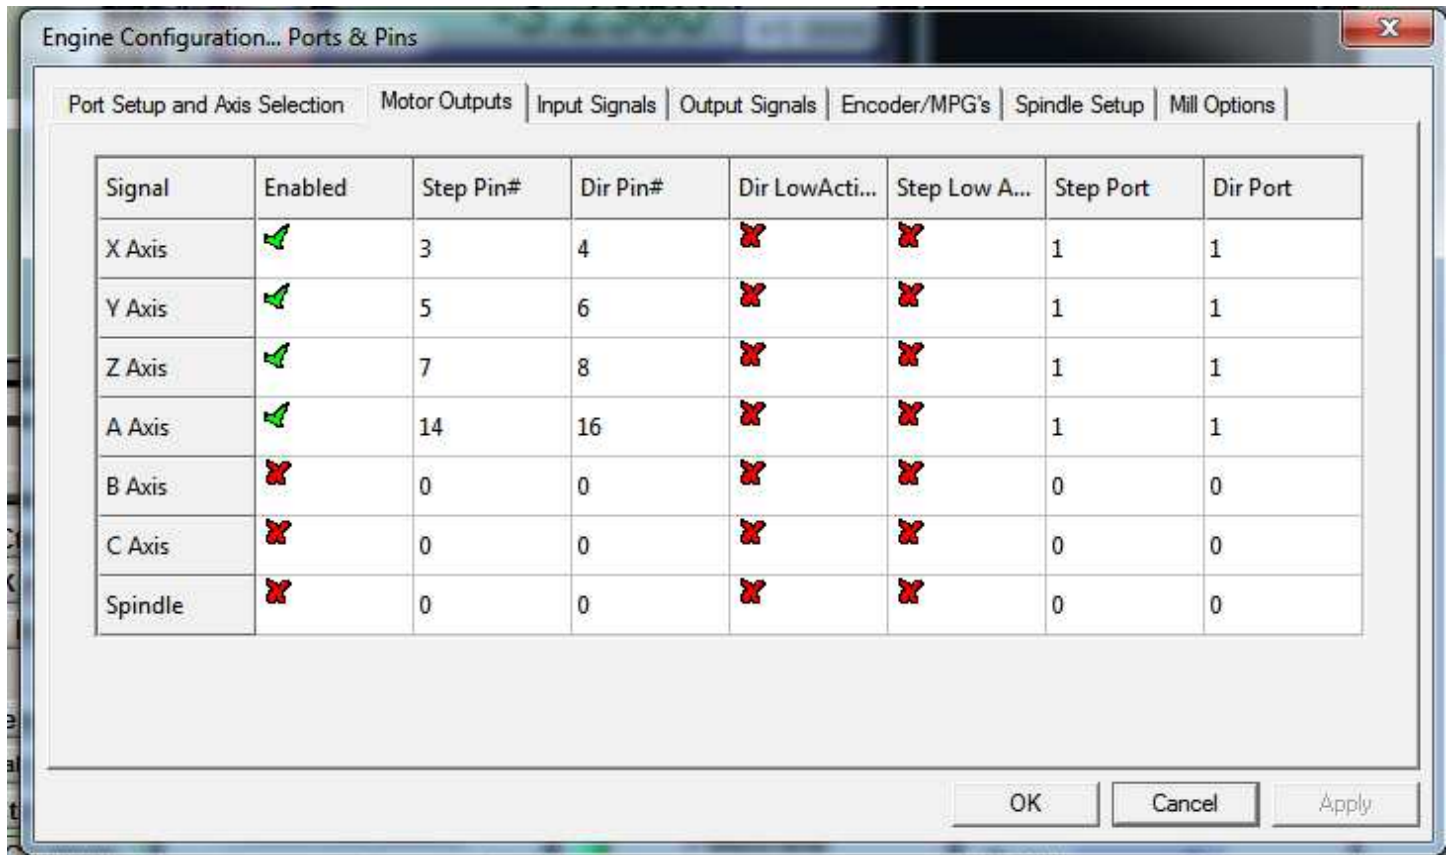 Engine Configuration... Ports & Pins
Port Setup and Axis Selection Motor Outputs Input Signals Output Signals Encoder/MPG's Spindle Setup Mill Options
Signal Enabled Step Pin# Dir Pin# Dir LowActi... Step Low A... Step Port Dir Port
X Axis 3 4 1 1
Y Axis 5 6 1 1
Z Axis 7 8 1 1
A Axis 14 16 1 1
B Axis 0 0 0 0
C Axis 0 0 0 0
Spindle 0 0 0 0
OK Cancel Apply